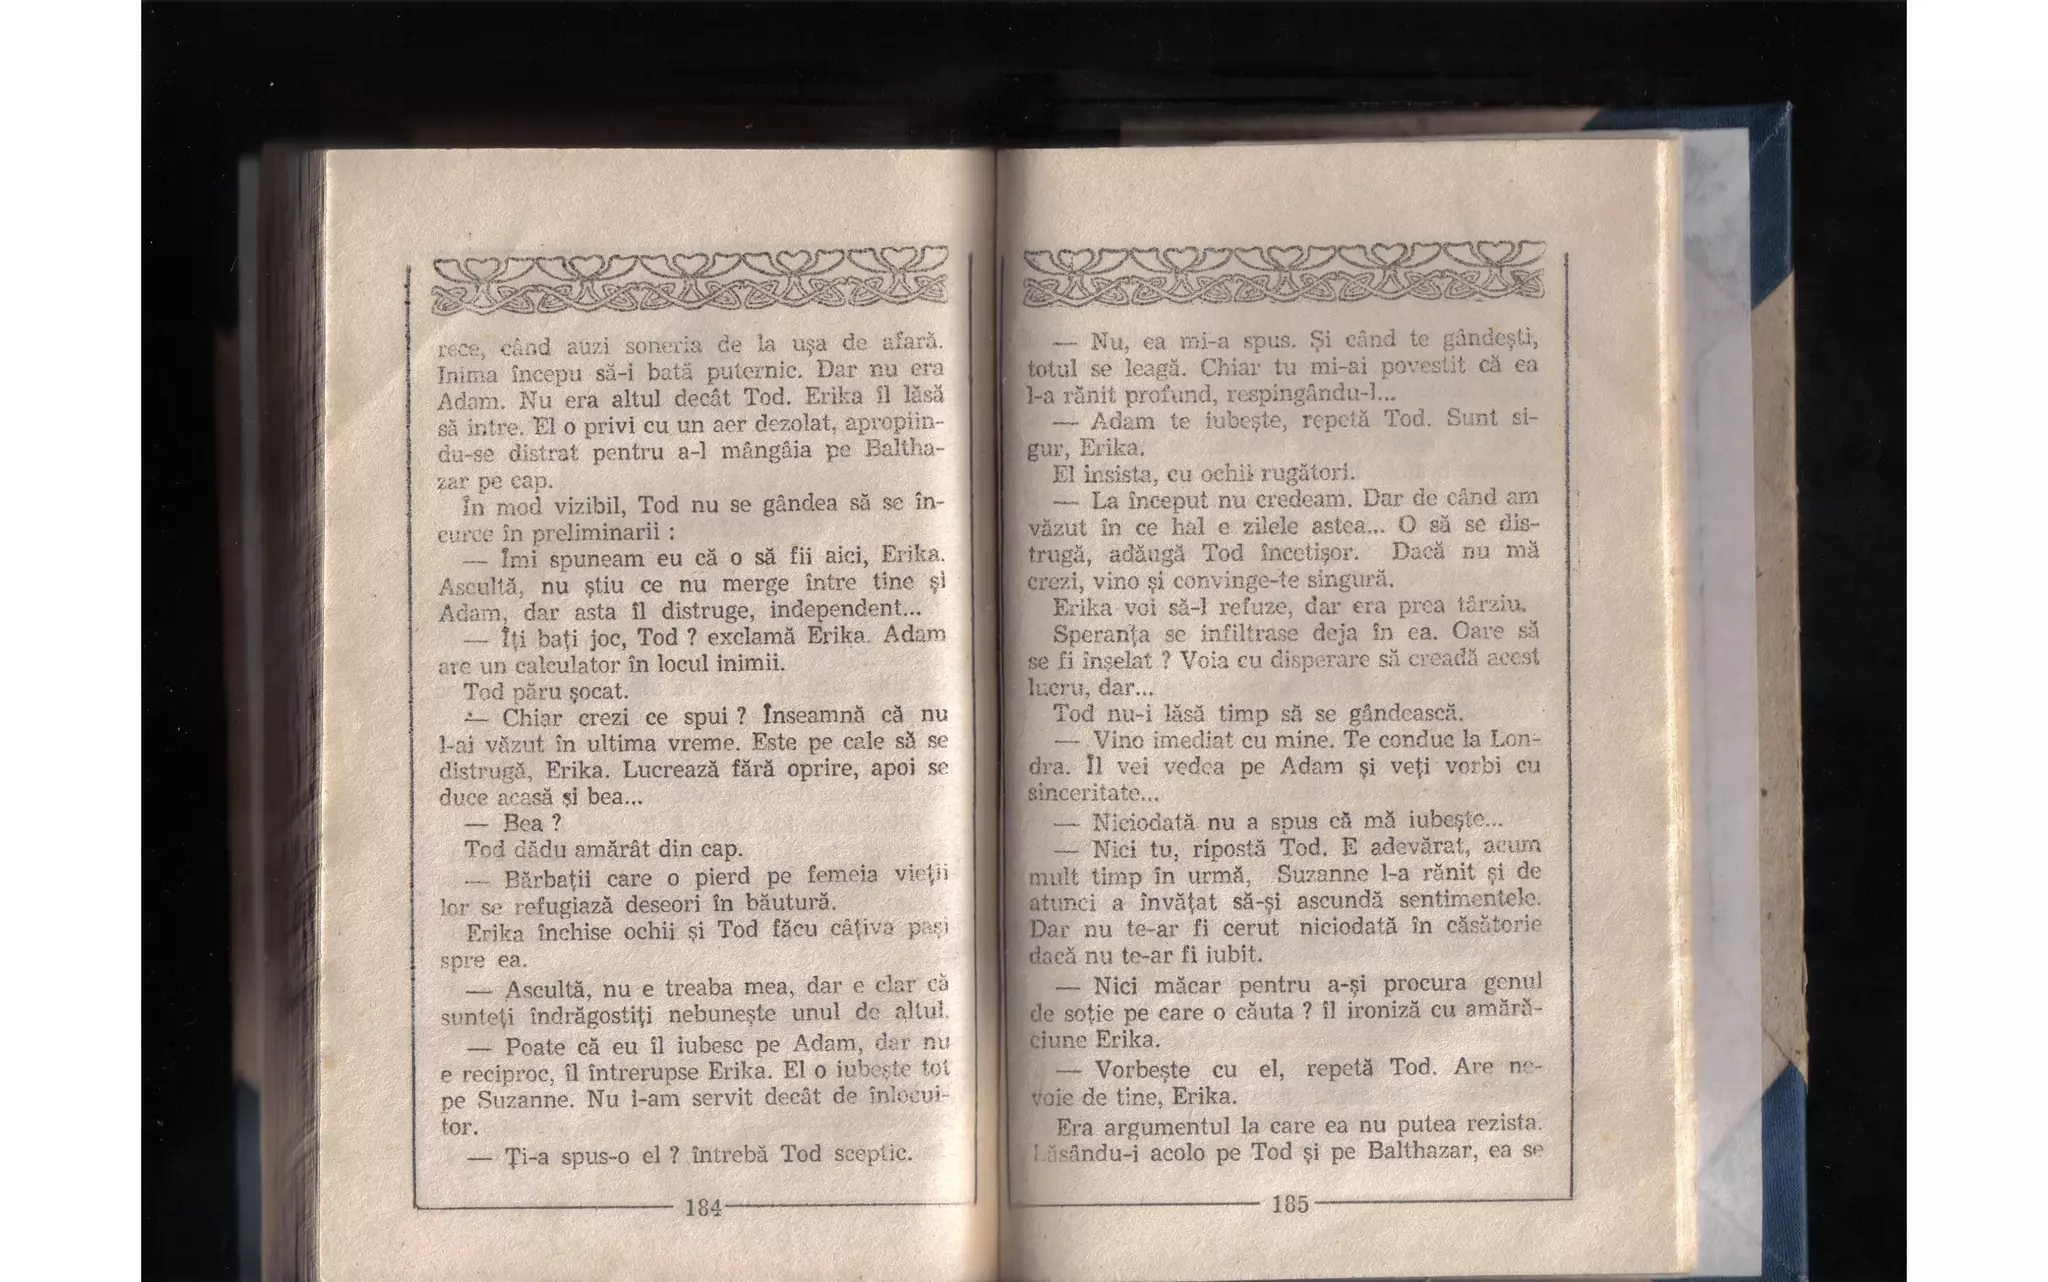 rece, când auzi soneria de la ușa de afară.
Inima începu să-i bată puternic. Dar nu era
Adam. Nu era altul decât Tod. Erika îl lăsă
să intre. El o privi cu un aer dezolat, apropiin-
du-se distrat pentru a-l mângâia pe Baltha-
zar pe cap.
În mod vizibil, Tod nu se gândea să se în-
curce în preliminarii :
— Îmi spuneam eu că o să fii aici, Erika.
Ascultă, nu știu ce nu merge între tine și
Adam, dar asta îl distruge, independent...
— Îți bați joc, Tod ? exclamă Erika. Adam
are un calculator în locul inimii.
Tod păru șocat.
— Chiar crezi ce spui ? Înseamnă că nu
l-ai văzut în ultima vreme. Este pe cale să se
distrugă, Erika. Lucrează fără oprire, apoi se
duce acasă și bea...
— Bea ?
Tod dădu amărât din cap.
— Bărbații care o pierd pe femeia vieții
lor se refugiază deseori în băutură.
Erika închise ochii și Tod făcu câțiva pași
spre ea.
— Ascultă, nu e treaba mea, dar e clar că
sunteți îndrăgostiți nebunește unul de altul.
— Poate că eu îl iubesc pe Adam, dar nu
e reciproc, îl întrerupse Erika. El o iubește tot
pe Suzanne. Nu i-am servit decât de înlocui-
tor.
— Ți-a spus-o el ? întrebă Tod sceptic.
184
— Nu, ea mi-a spus. Și când te gândești,
totul se leagă. Chiar tu mi-ai povestit că ea
l-a rănit profund, respingându-l...
— Adam te iubește, repetă Tod. Sunt si-
gur, Erika.
El insista, cu ochii rugători.
— La început nu credeam. Dar de când am
văzut în ce hal e zilele astea... O să se dis-
trugă, adăugă Tod încetișor. Dacă nu mă
crezi, vino și convinge-te singură.
Erika voi să-l refuze, dar era prea târziu.
Speranța se infiltrase deja în ea. Oare să
se fi înșelat ? Voia cu disperare să creadă acest
lucru, dar...
Tod nu-i lăsă timp să se gândească.
— Vino imediat cu mine. Te conduc la Lon-
dra. Îl vei vedea pe Adam și veți vorbi cu
sinceritate...
— Niciodată nu a spus că mă iubește...
— Nici tu, ripostă Tod. E adevărat, acum
mult timp în urmă, Suzanne l-a rănit și de
atunci a învățat să-și ascundă sentimentele.
Dar nu te-ar fi cerut niciodată în căsătorie
dacă nu te-ar fi iubit.
— Nici măcar pentru a-și procura genul
de soție pe care o căuta ? îl ironiză cu amără-
ciune Erika.
— Vorbește cu el, repetă Tod. Are ne-
voie de tine, Erika.
Era argumentul la care ea nu putea rezista.
Lăsându-i acolo pe Tod și pe Balthazar, ea se
185